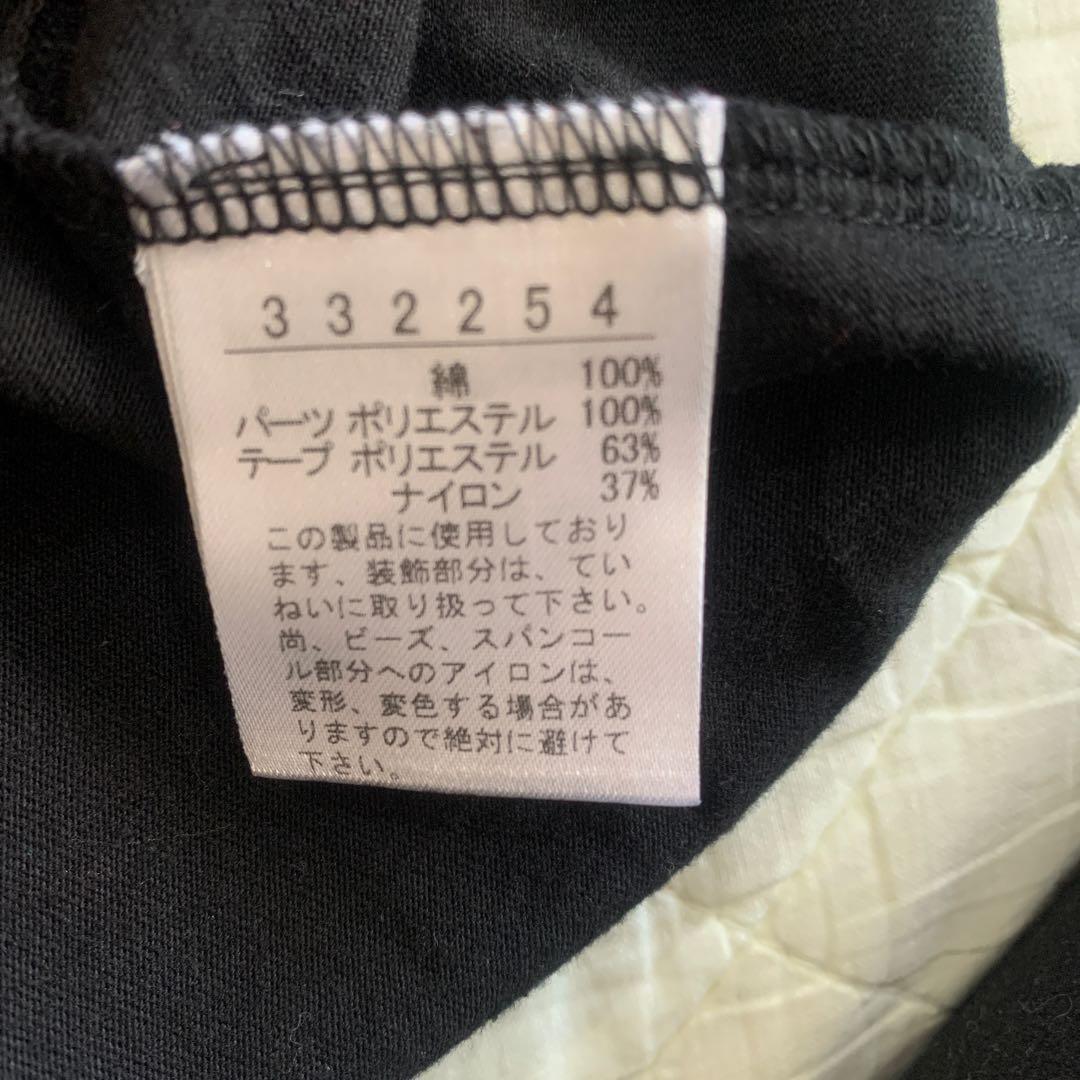 332254
綿 100%
パーツ ポリエステル 100%
テープ ポリエステル 63%
ナイロン 37%
この製品に使用しており
ます、装飾部分は、てい
ねいに取り扱って下さい。
尚、ビーズ、スパンコー
ル部分へのアイロンは、
変形、変色する場合があ
りますので絶対に避けて
下さい。